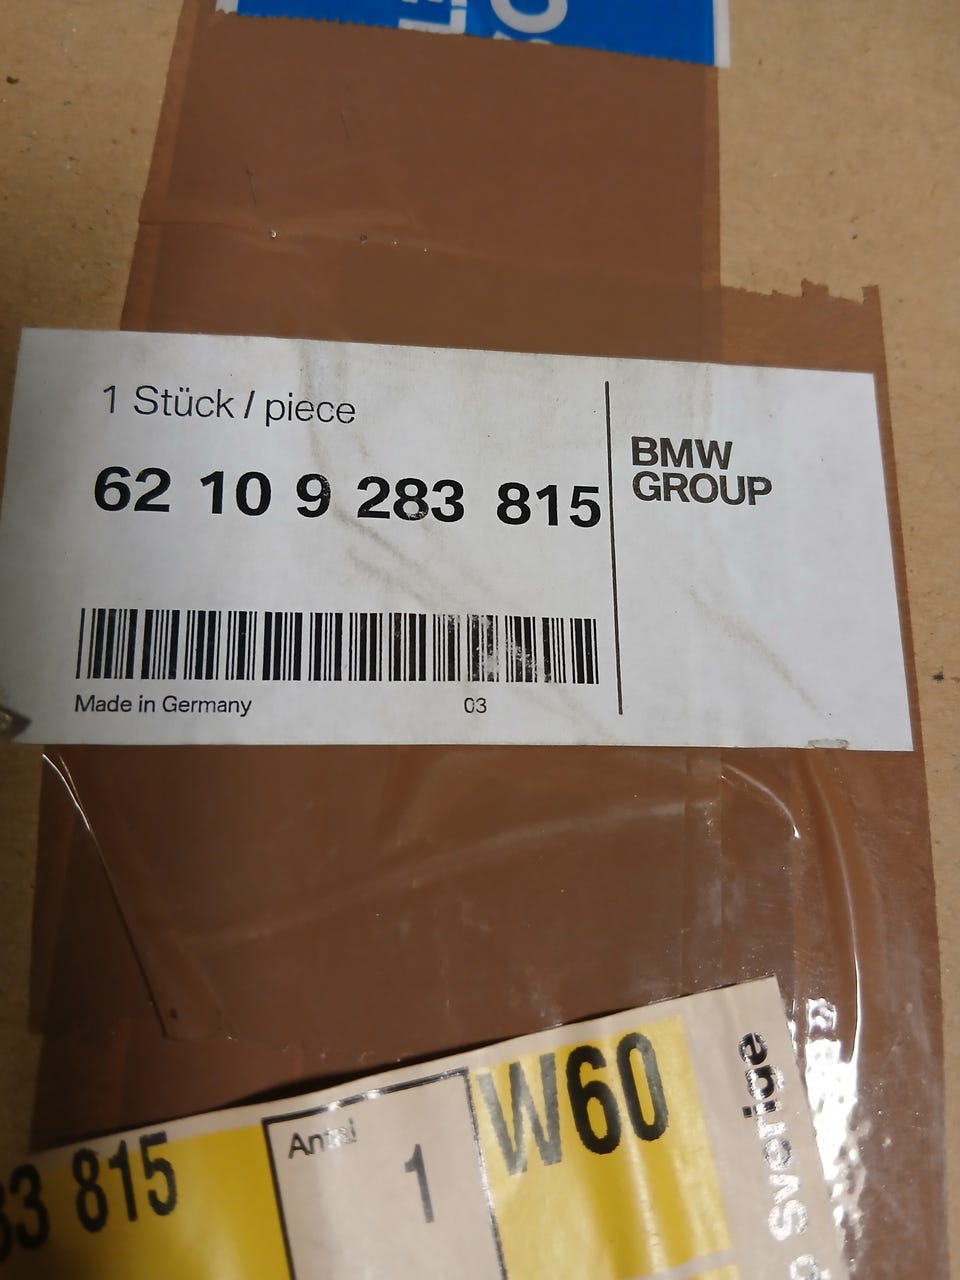 1 Stück / piece
62 10 9 283 815
BMW
GROUP
Made in Germany 03
Antal
1
W60
33 815
Sverige